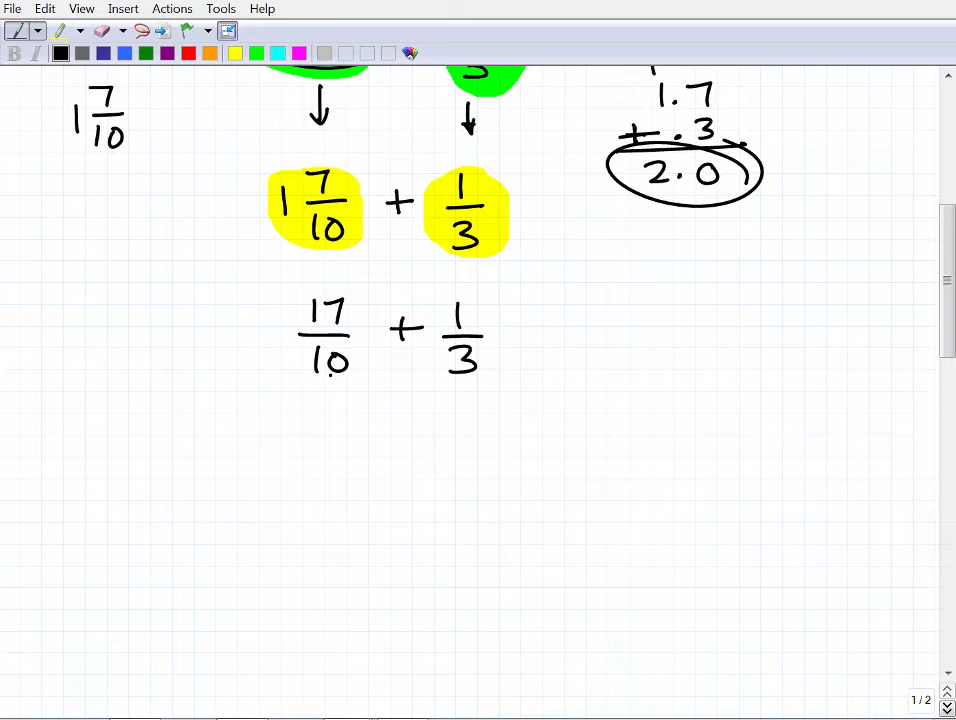 File Edit View Insert Actions Tools Help
B I
1 7/10
↓ ↓
1 7/10 + 1/3
17/10 + 1/3
3
1.7
+ .3
2.0
1 / 2